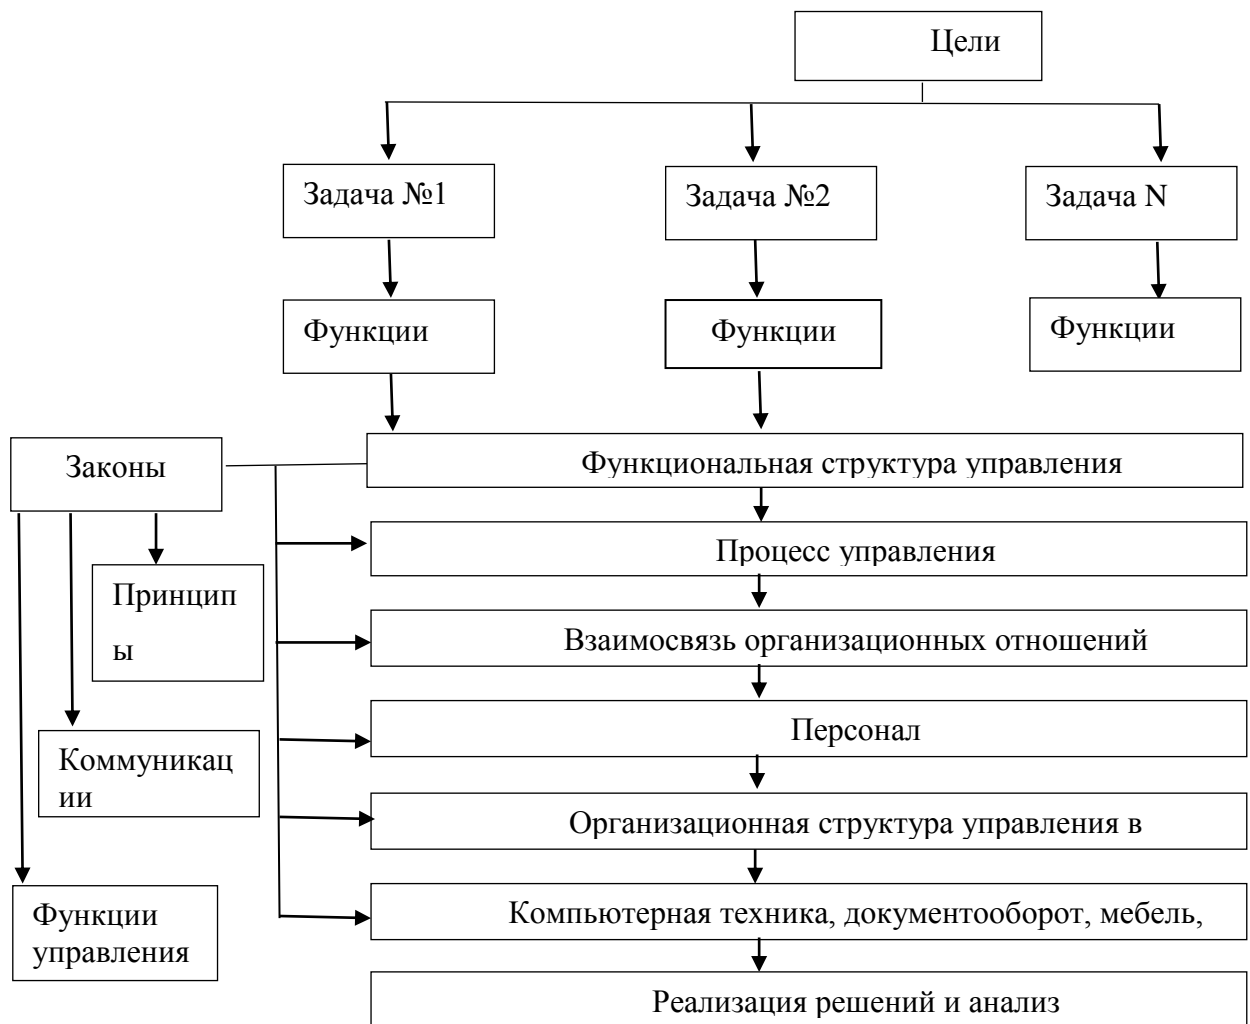 Цели
Задача №1
Задача №2
Задача N
Функции
Функции
Функции
Законы
Функциональная структура управления
Процесс управления
Принцип
ы
Взаимосвязь организационных отношений
Персонал
Коммуникац
ии
Организационная структура управления в
Функции
управления
Компьютерная техника, документооборот, мебель,
Реализация решений и анализ